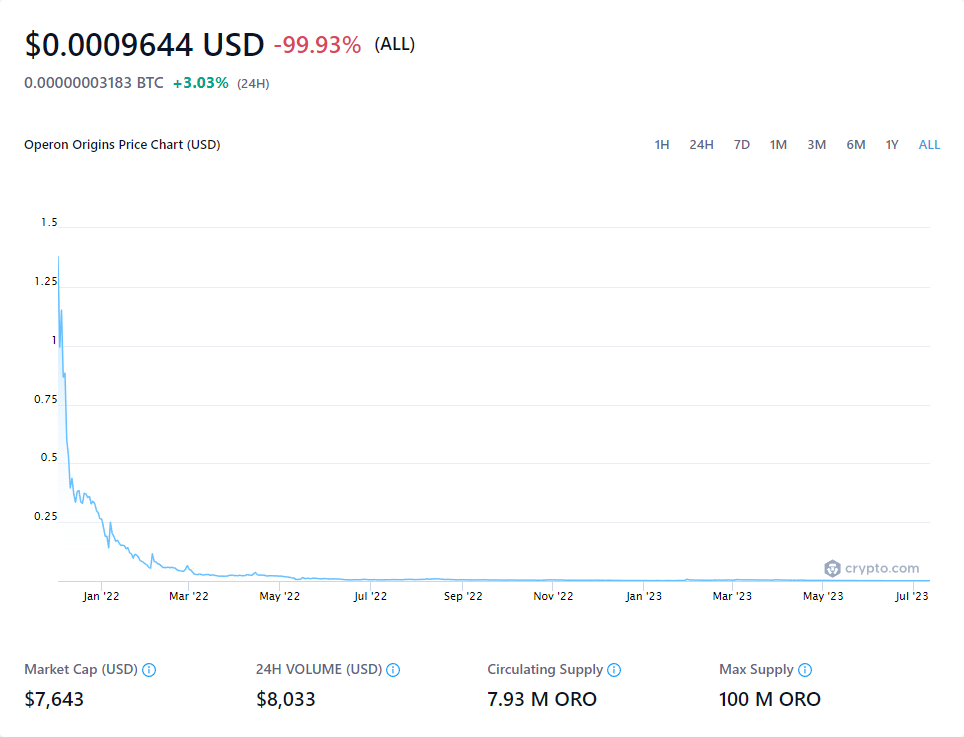 $0.0009644 USD -99.93% (ALL)
0.00000003183 BTC +3.03% (24H)
Operon Origins Price Chart (USD) 1H 24H 7D 1M 3M 6M 1Y ALL
1.5
1.25
1
0.75
0.5
0.25
crypto.com
Jan '22 Mar '22 May '22 Jul '22 Sep '22 Nov '22 Jan '23 Mar '23 May '23 Jul '23
Market Cap (USD) 24H VOLUME (USD) Circulating Supply Max Supply
$7,643 $8,033 7.93 M ORO 100 M ORO